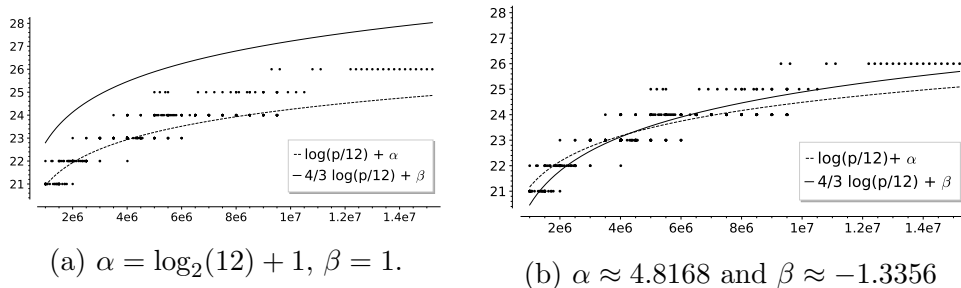 28
27
26
25
24
23
22
21
2e6 4e6 6e6 8e6 1e7 1.2e7 1.4e7
log(p/12) + α
4/3 log(p/12) + β
(a) α = log₂(12) + 1, β = 1.
28
27
26
25
24
23
22
21
2e6 4e6 6e6 8e6 1e7 1.2e7 1.4e7
log(p/12)+ α
4/3 log(p/12) + β
(b) α ≈ 4.8168 and β ≈ −1.3356